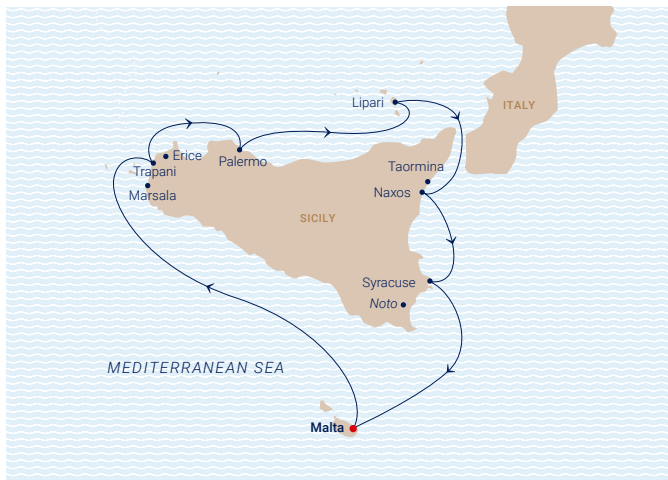 Lipari
ITALY
Erice
Palermo
Trapani
Taormina
Marsala
Naxos
SICILY
Syracuse
Noto
MEDITERRANEAN SEA
Malta